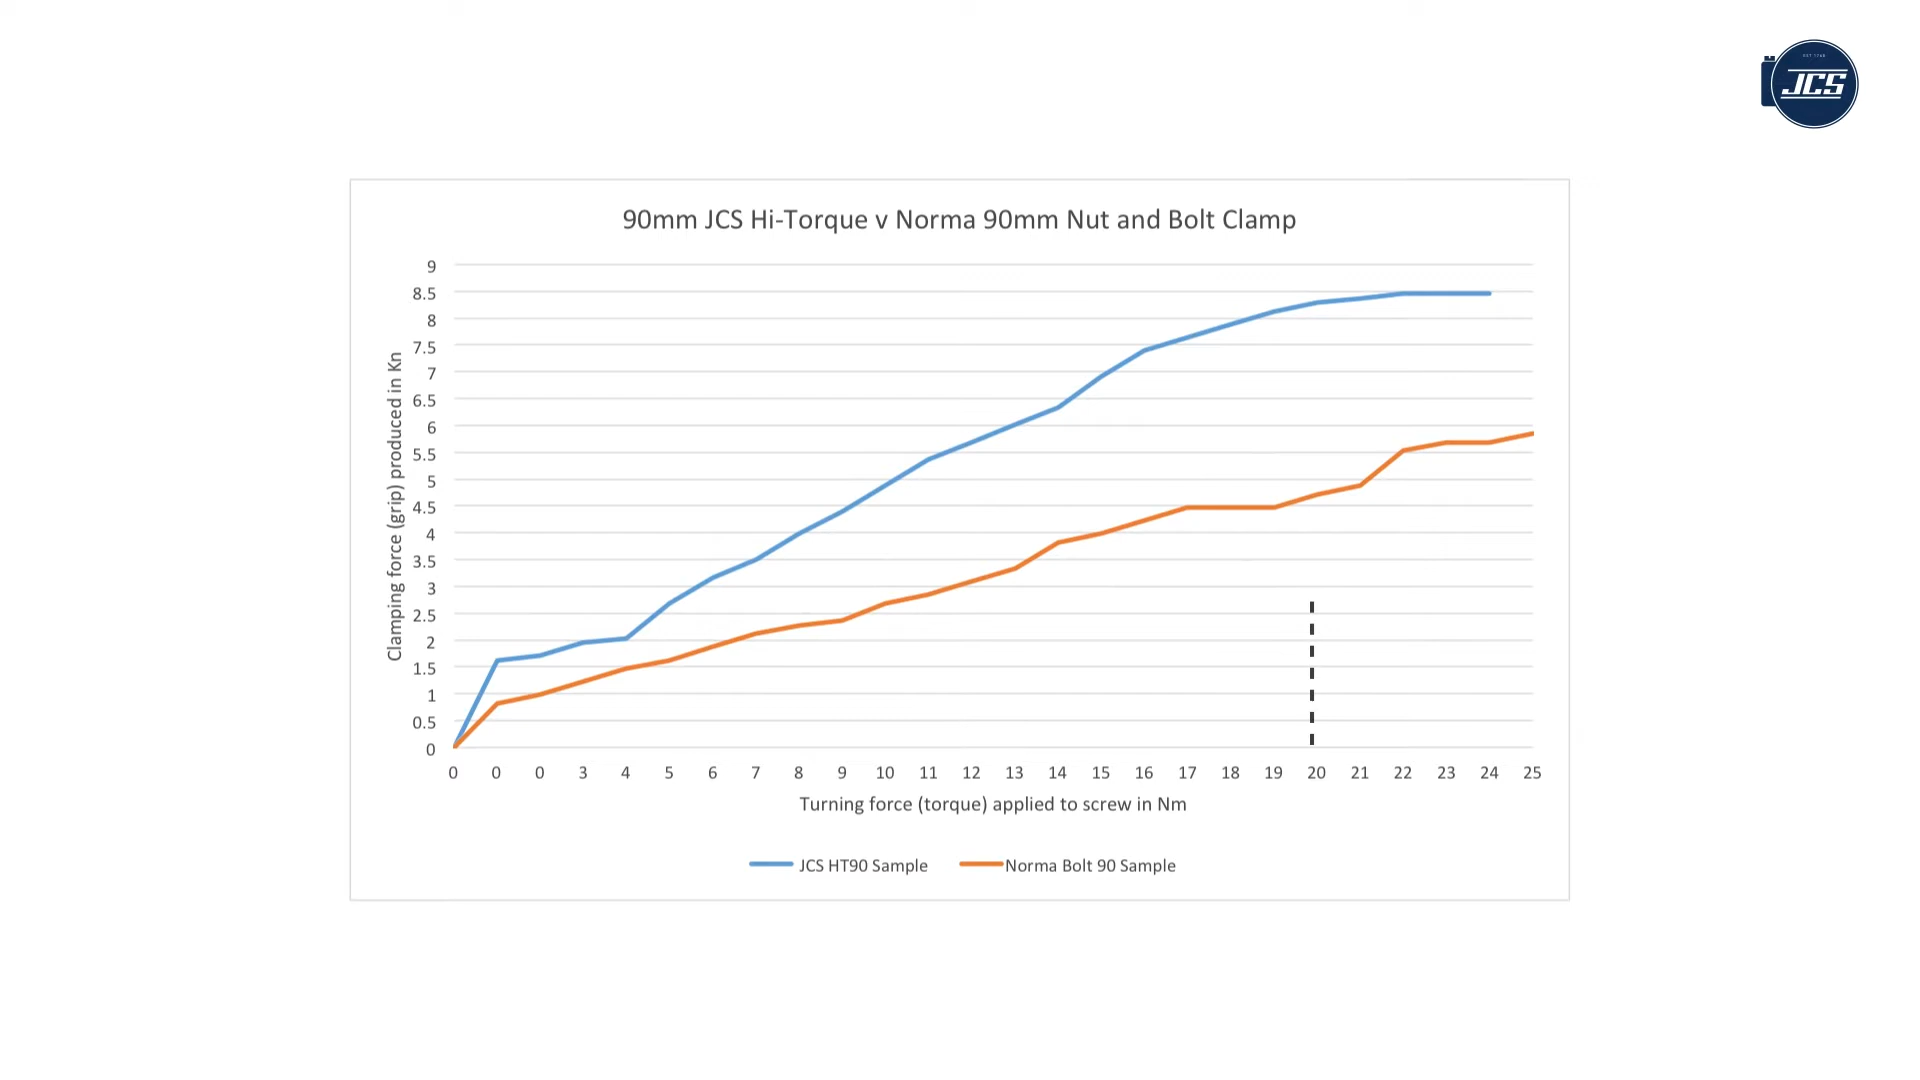 EST 1748
JCS
90mm JCS Hi-Torque v Norma 90mm Nut and Bolt Clamp
Clamping force (grip) produced in Kn
9
8.5
8
7.5
7
6.5
6
5.5
5
4.5
4
3.5
3
2.5
2
1.5
1
0.5
0
0 0 0 3 4 5 6 7 8 9 10 11 12 13 14 15 16 17 18 19 20 21 22 23 24 25
Turning force (torque) applied to screw in Nm
JCS HT90 Sample Norma Bolt 90 Sample